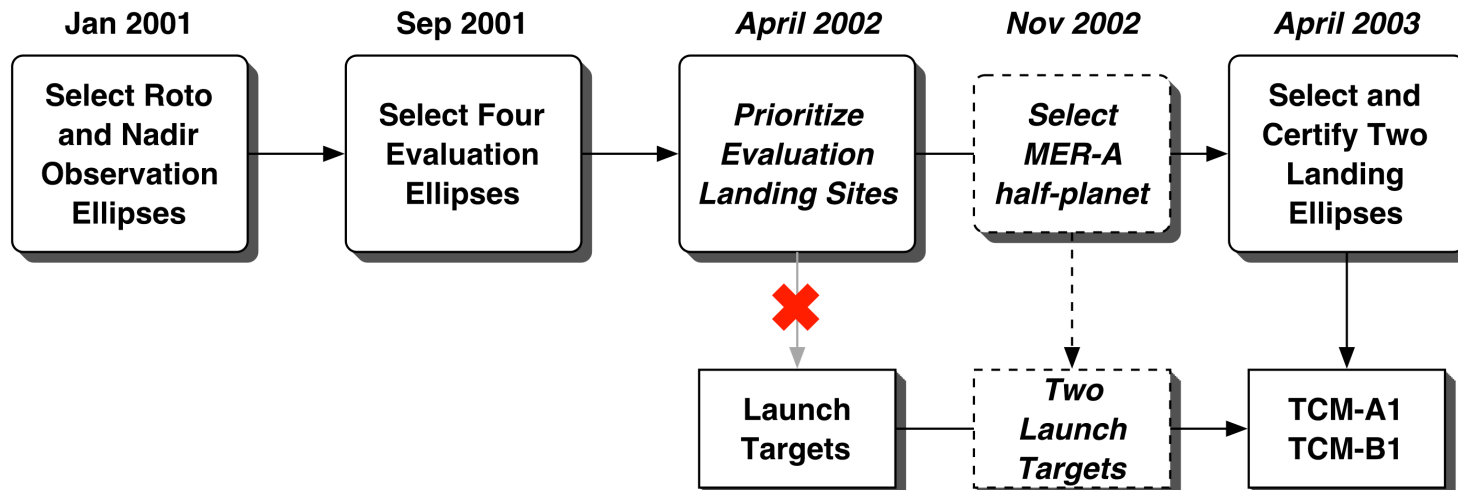 Jan 2001
Sep 2001
April 2002
Nov 2002
April 2003
Select Roto
and Nadir
Observation
Ellipses
Select Four
Evaluation
Ellipses
Prioritize
Evaluation
Landing Sites
Select
MER-A
half-planet
Select and
Certify Two
Landing
Ellipses
Launch
Targets
Two
Launch
Targets
TCM-A1
TCM-B1